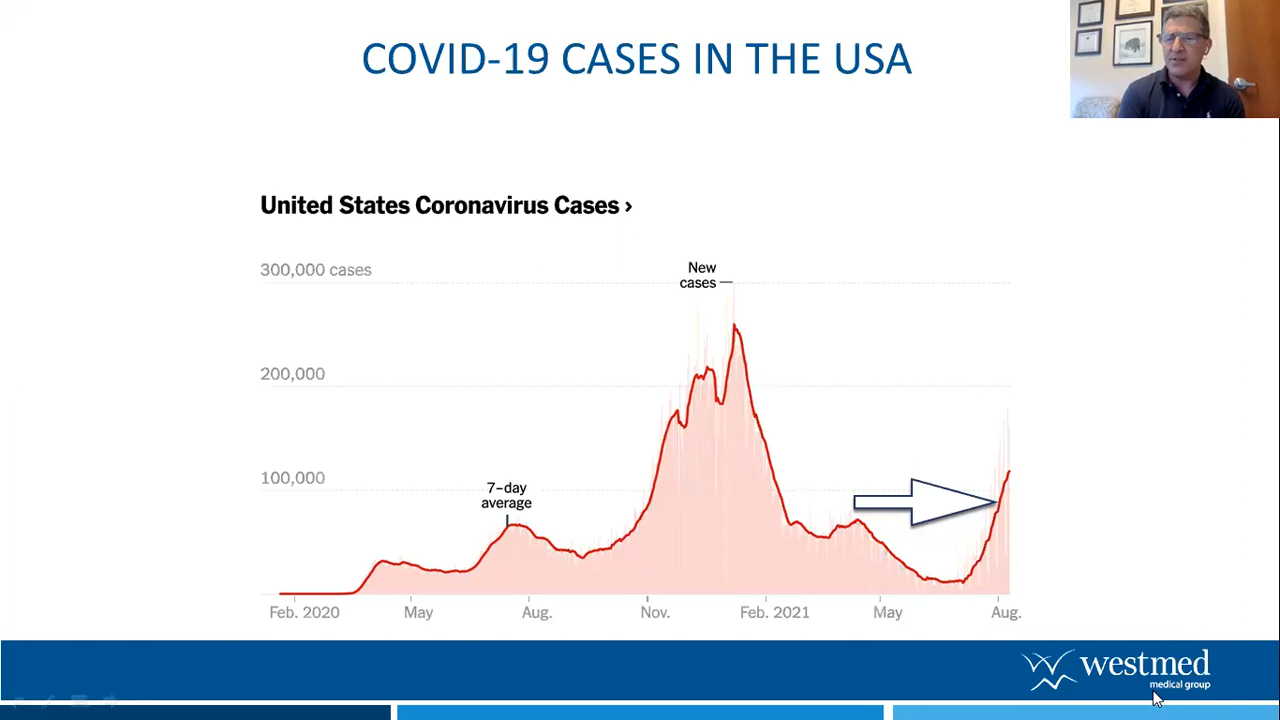 COVID-19 CASES IN THE USA
United States Coronavirus Cases ›
300,000 cases
New
cases
200,000
100,000
7–day
average
Feb. 2020
May
Aug.
Nov.
Feb. 2021
May
Aug.
westmed
medical group